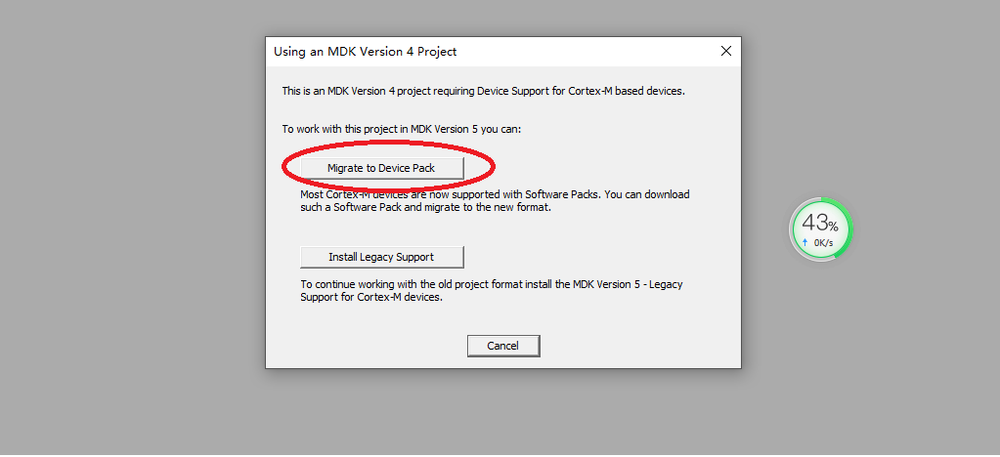 Using an MDK Version 4 Project
This is an MDK Version 4 project requiring Device Support for Cortex-M based devices.
To work with this project in MDK Version 5 you can:
Migrate to Device Pack
Most Cortex-M devices are now supported with Software Packs. You can download
such a Software Pack and migrate to the new format.
43%
0K/s
Install Legacy Support
To continue working with the old project format install the MDK Version 5 - Legacy
Support for Cortex-M devices.
Cancel